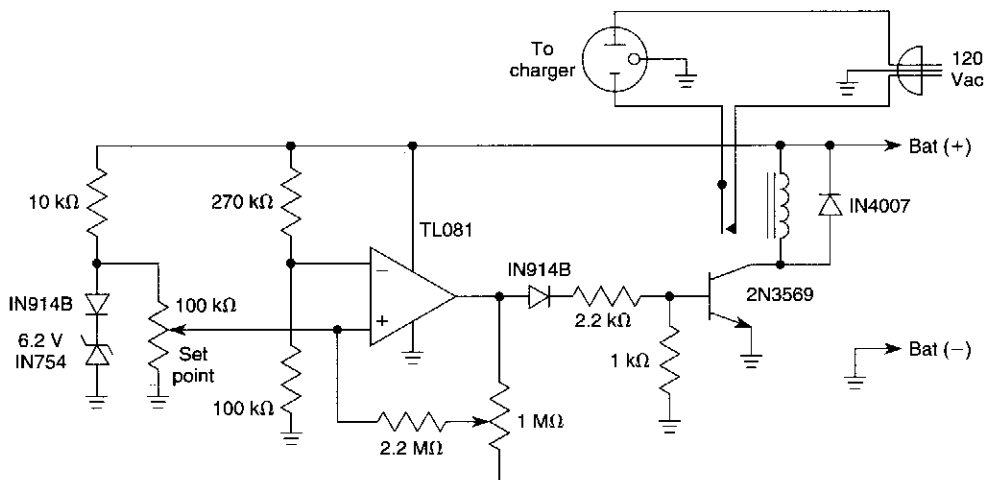 To
charger
120
Vac
Bat (+)
10 kΩ
270 kΩ
TL081
IN4007
IN914B
2N3569
IN914B
6.2 V
IN754
100 kΩ
Set
point
−
+
2.2 kΩ
1 kΩ
Bat (−)
100 kΩ
2.2 MΩ
1 MΩ